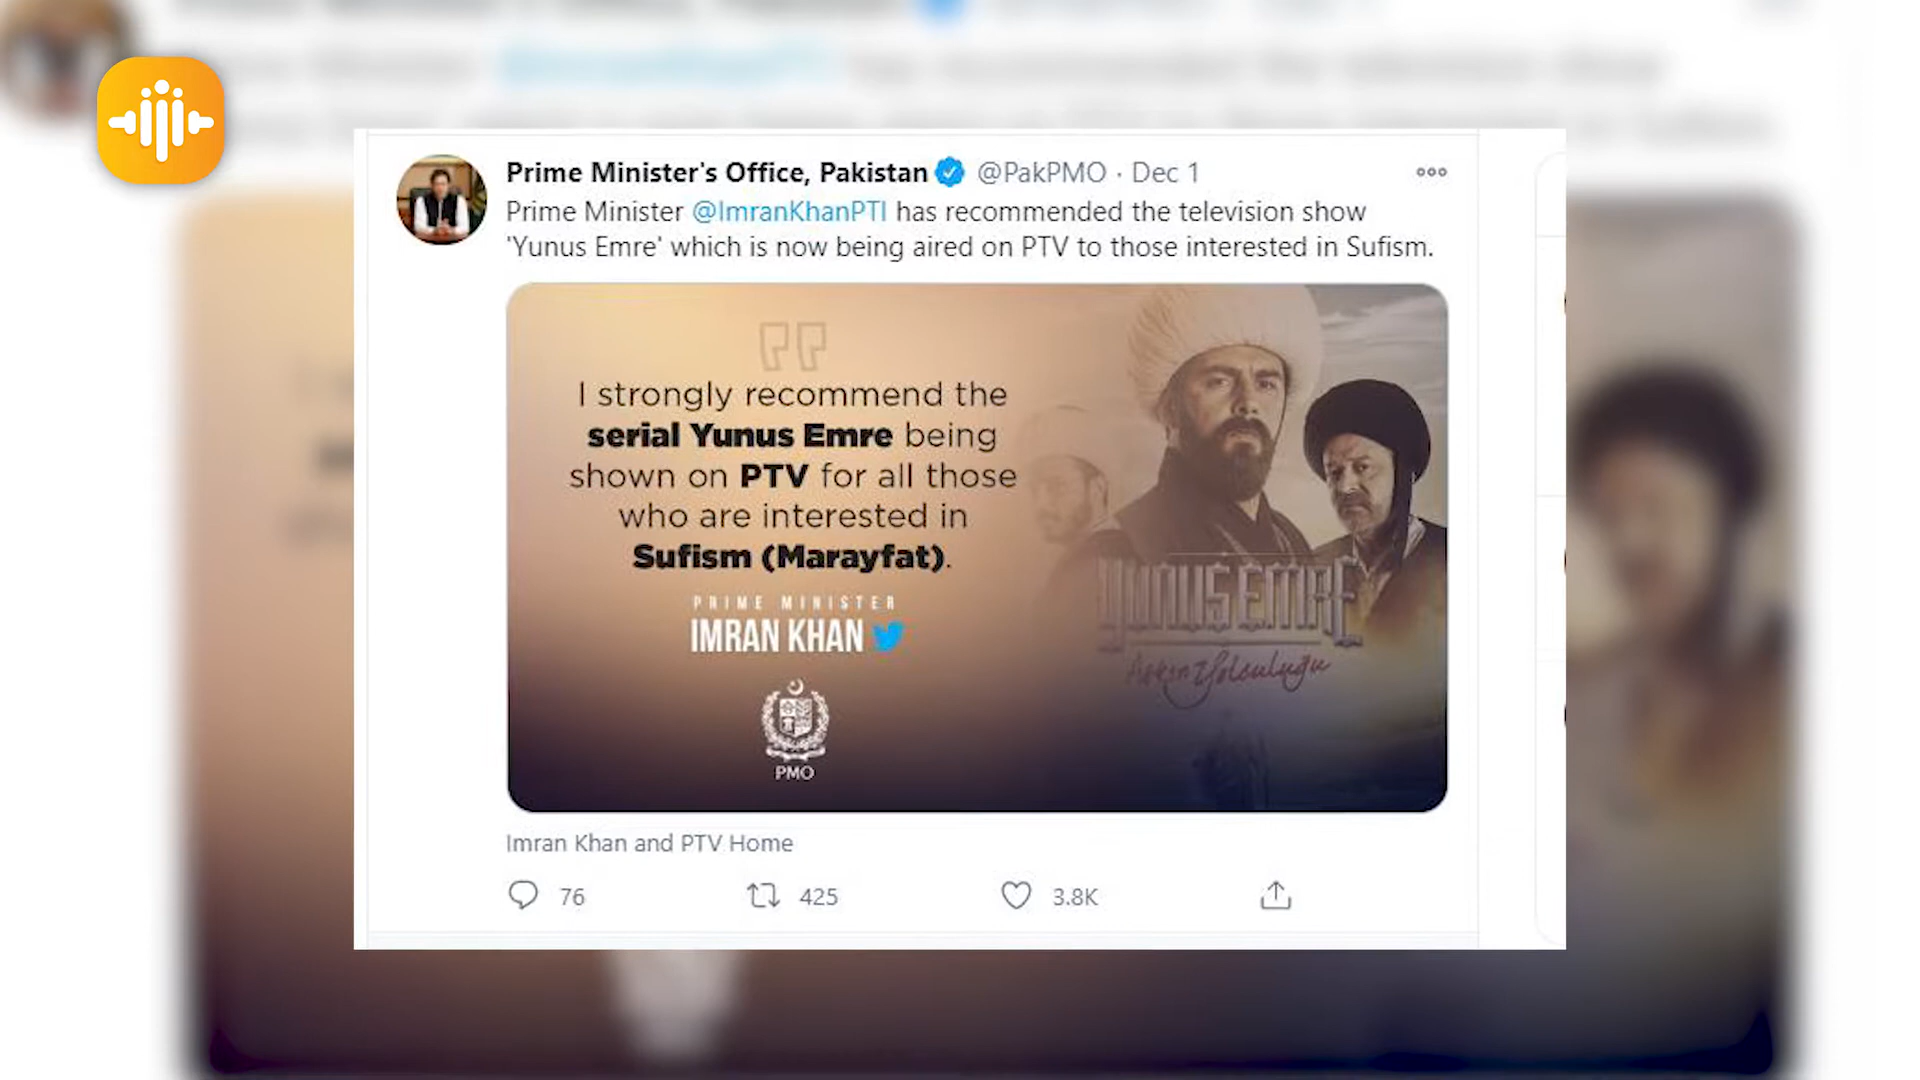 Prime Minister's Office, Pakistan @PakPMO · Dec 1
Prime Minister @ImranKhanPTI has recommended the television show
'Yunus Emre' which is now being aired on PTV to those interested in Sufism.
I strongly recommend the
serial Yunus Emre being
shown on PTV for all those
who are interested in
Sufism (Marayfat).
PRIME MINISTER
IMRAN KHAN
PMO
YUNUS EMRE
Aşkın Yolculuğu
Imran Khan and PTV Home
76 425 3.8K